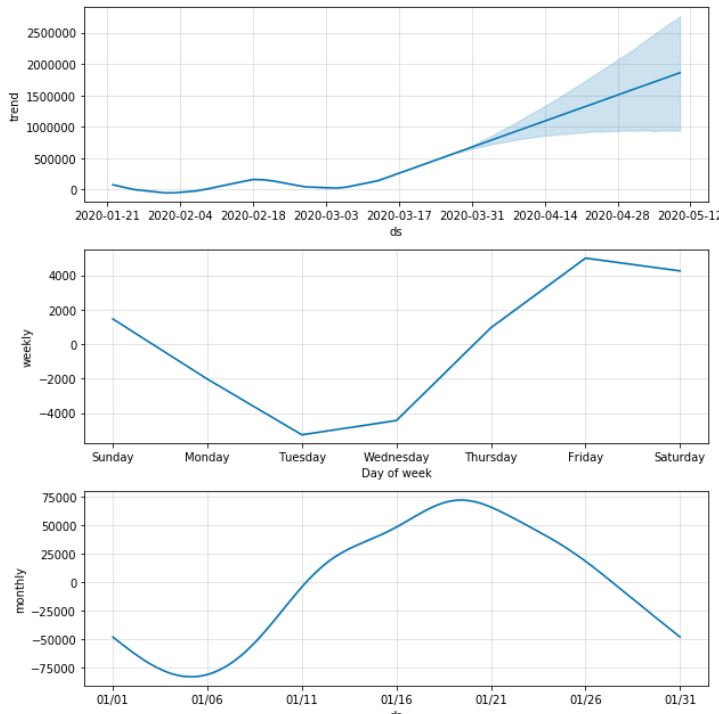 2500000
2000000
1500000
1000000
500000
0
trend
2020-01-21 2020-02-04 2020-02-18 2020-03-03 2020-03-17 2020-03-31 2020-04-14 2020-04-28 2020-05-12
ds
4000
2000
0
−2000
−4000
weekly
Sunday Monday Tuesday Wednesday Thursday Friday Saturday
Day of week
75000
50000
25000
0
−25000
−50000
−75000
monthly
01/01 01/06 01/11 01/16 01/21 01/26 01/31
ds